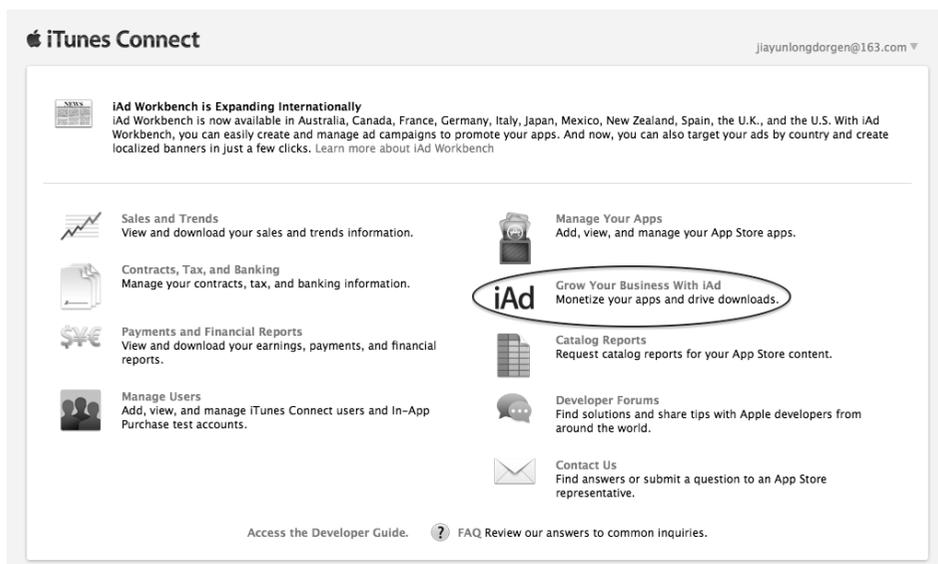 iTunes Connect
jiayunlongdorgen@163.com
NEWS
iAd Workbench is Expanding Internationally
iAd Workbench is now available in Australia, Canada, France, Germany, Italy, Japan, Mexico, New Zealand, Spain, the U.K., and the U.S. With iAd
Workbench, you can easily create and manage ad campaigns to promote your apps. And now, you can also target your ads by country and create
localized banners in just a few clicks. Learn more about iAd Workbench
Sales and Trends
View and download your sales and trends information.
Contracts, Tax, and Banking
Manage your contracts, tax, and banking information.
$¥€
Payments and Financial Reports
View and download your earnings, payments, and financial
reports.
Manage Users
Add, view, and manage iTunes Connect users and In-App
Purchase test accounts.
Manage Your Apps
Add, view, and manage your App Store apps.
iAd
Grow Your Business With iAd
Monetize your apps and drive downloads.
Catalog Reports
Request catalog reports for your App Store content.
Developer Forums
Find solutions and share tips with Apple developers from
around the world.
Contact Us
Find answers or submit a question to an App Store
representative.
Access the Developer Guide.
? FAQ Review our answers to common inquiries.